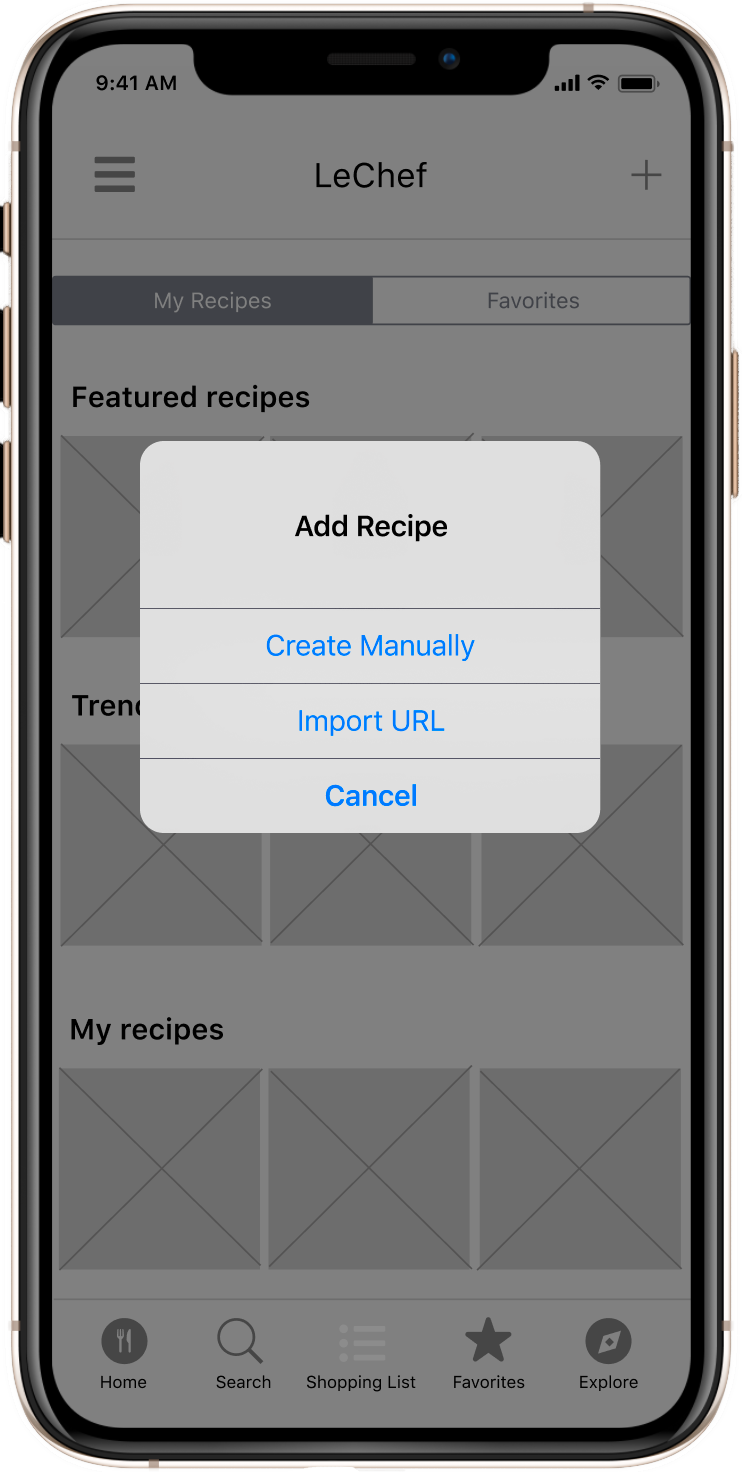 9:41 AM
LeChef
My Recipes
Favorites
Featured recipes
Add Recipe
Create Manually
Import URL
Cancel
My recipes
Home
Search
Shopping List
Favorites
Explore